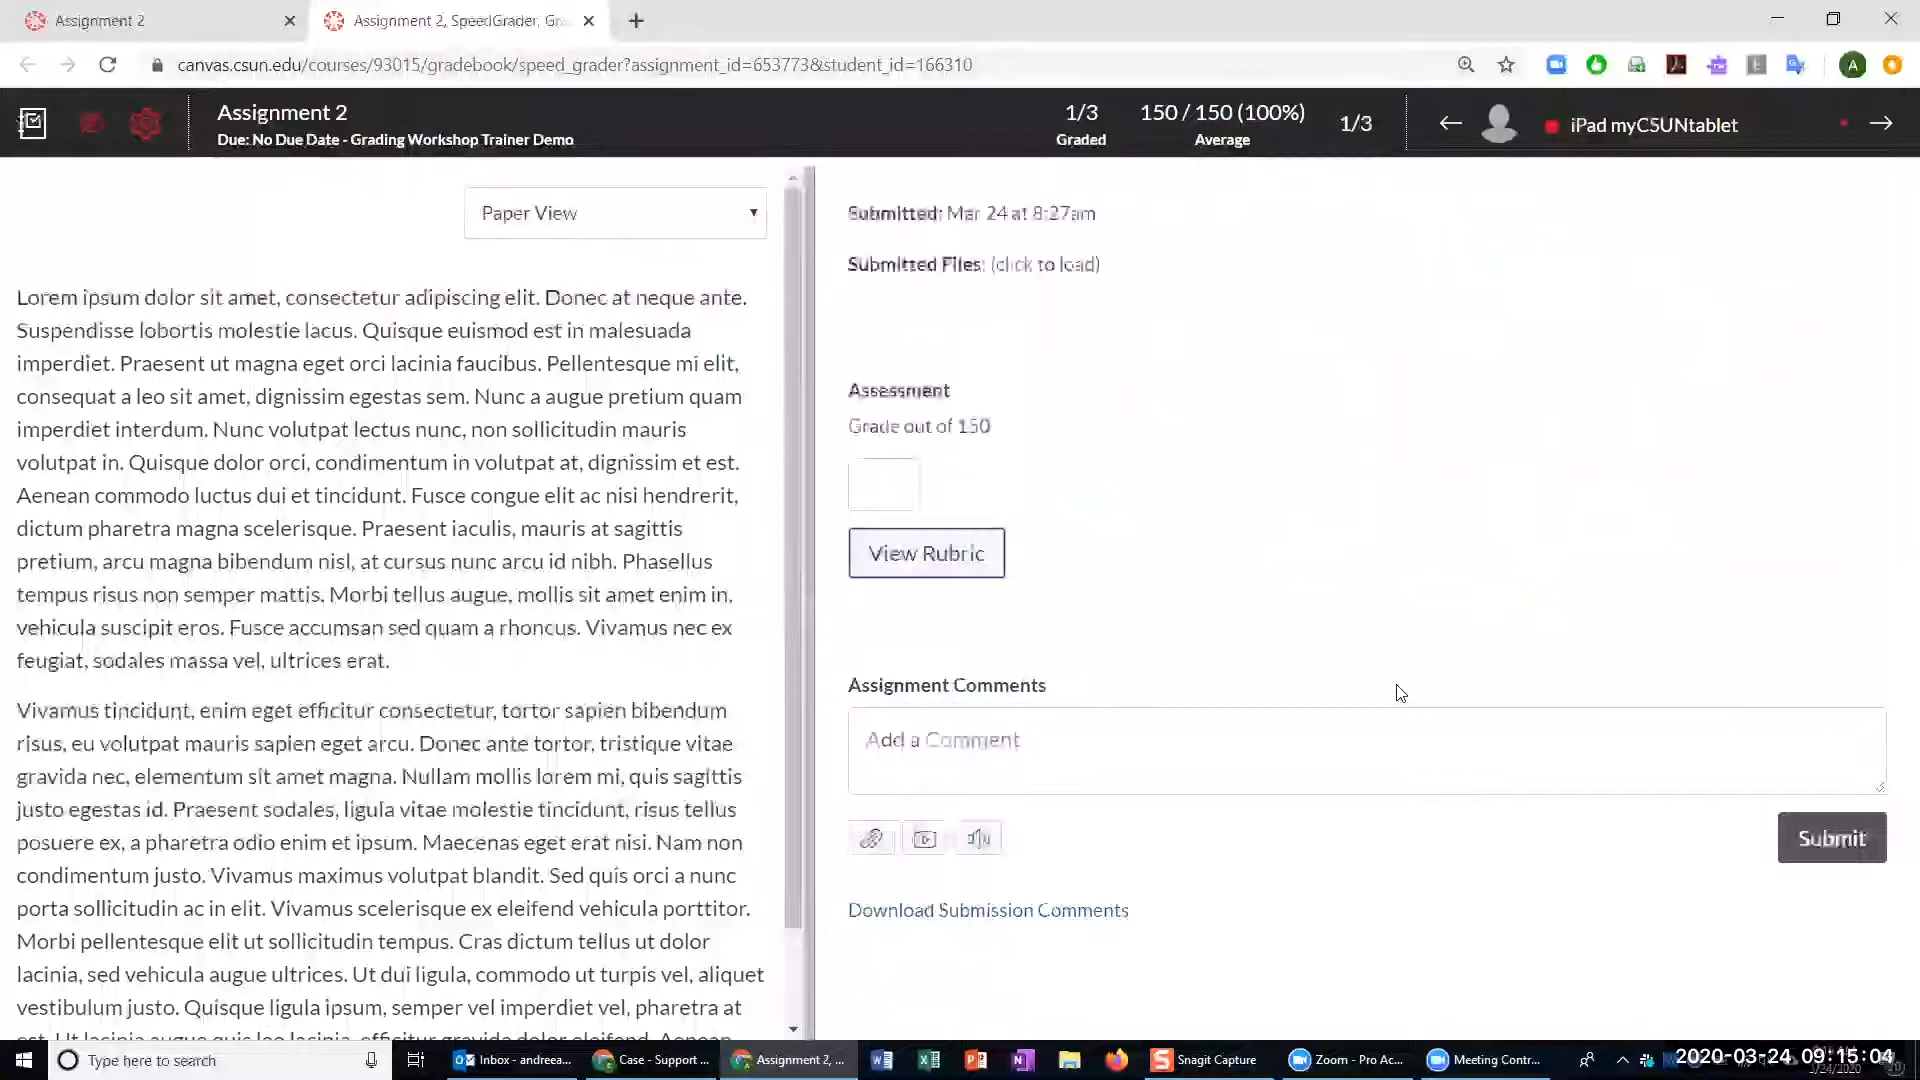 Assignment 2
Assignment 2, SpeedGrader, Gr
canvas.csun.edu/courses/93015/gradebook/speed_grader?assignment_id=653773&student_id=166310
A
Assignment 2
Due: No Due Date - Grading Workshop Trainer Demo
1/3
Graded
150 / 150 (100%)
Average
1/3
iPad myCSUNtablet
Paper View
Lorem ipsum dolor sit amet, consectetur adipiscing elit. Donec at neque ante.
Suspendisse lobortis molestie lacus. Quisque euismod est in malesuada
imperdiet. Praesent ut magna eget orci lacinia faucibus. Pellentesque mi elit,
consequat a leo sit amet, dignissim egestas sem. Nunc a augue pretium quam
imperdiet interdum. Nunc volutpat lectus nunc, non sollicitudin mauris
volutpat in. Quisque dolor orci, condimentum in volutpat at, dignissim et est.
Aenean commodo luctus dui et tincidunt. Fusce congue elit ac nisi hendrerit,
dictum pharetra magna scelerisque. Praesent iaculis, mauris at sagittis
pretium, arcu magna bibendum nisl, at cursus nunc arcu id nibh. Phasellus
tempus risus non semper mattis. Morbi tellus augue, mollis sit amet enim in,
vehicula suscipit eros. Fusce accumsan sed quam a rhoncus. Vivamus nec ex
feugiat, sodales massa vel, ultrices erat.
Vivamus tincidunt, enim eget efficitur consectetur, tortor sapien bibendum
risus, eu volutpat mauris sapien eget arcu. Donec ante tortor, tristique vitae
gravida nec, elementum sit amet magna. Nullam mollis lorem mi, quis sagittis
justo egestas id. Praesent sodales, ligula vitae molestie tincidunt, risus tellus
posuere ex, a pharetra odio enim et ipsum. Maecenas eget erat nisi. Nam non
condimentum justo. Vivamus maximus volutpat blandit. Sed quis orci a nunc
porta sollicitudin ac in elit. Vivamus scelerisque ex eleifend vehicula porttitor.
Morbi pellentesque elit ut sollicitudin tempus. Cras dictum tellus ut dolor
lacinia, sed vehicula augue ultrices. Ut dui ligula, commodo ut turpis vel, aliquet
vestibulum justo. Quisque ligula ipsum, semper vel imperdiet vel, pharetra at
Submitted: Mar 24 at 8:27am
Submitted Files: (click to load)
Assessment
Grade out of 150
View Rubric
Assignment Comments
Add a Comment
Submit
Download Submission Comments
Type here to search
Inbox - andreea...
Case - Support ...
Assignment 2, ...
Snagit Capture
Zoom - Pro Ac...
Meeting Contr...
2020-03-24 09:15:04